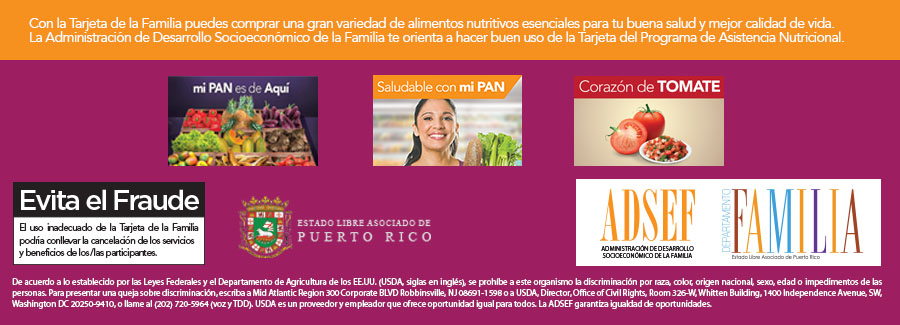 Con la Tarjeta de la Familia puedes comprar una gran variedad de alimentos nutritivos esenciales para tu buena salud y mejor calidad de vida.
La Administración de Desarrollo Socioeconómico de la Familia te orienta a hacer buen uso de la Tarjeta del Programa de Asistencia Nutricional.
mi PAN es de Aquí
Saludable con mi PAN
Corazón de TOMATE
Evita el Fraude
El uso inadecuado de la Tarjeta de la Familia
podría conllevar la cancelación de los servicios
y beneficios de los/las participantes.
ESTADO LIBRE ASOCIADO DE
PUERTO RICO
ADSEF
ADMINISTRACIÓN DE DESARROLLO
SOCIOECONÓMICO DE LA FAMILIA
DEPARTAMENTO
FAMILIA
Estado Libre Asociado de Puerto Rico
De acuerdo a lo establecido por las Leyes Federales y el Departamento de Agricultura de los EE.UU. (USDA, siglas en inglés), se prohíbe a este organismo la discriminación por raza, color, origen nacional, sexo, edad o impedimentos de las
personas. Para presentar una queja sobre discriminación, escriba a Mid Atlantic Region 300 Corporate BLVD Robbinsville, NJ 08691-1598 o a USDA, Director, Office of Civil Rights, Room 326-W, Whitten Building, 1400 Independence Avenue, SW,
Washington DC 20250-9410, o llame al (202) 720-5964 (voz y TDD). USDA es un proveedor y empleador que ofrece oportunidad igual para todos. La ADSEF garantiza igualdad de oportunidades.